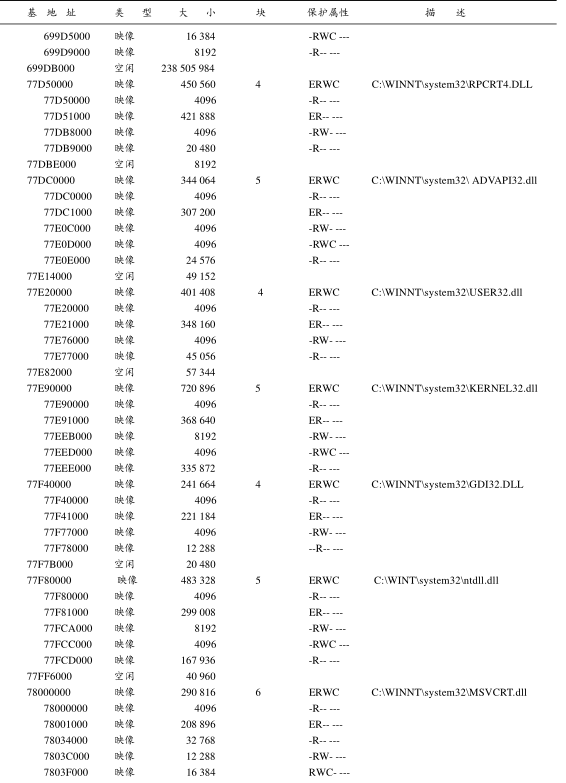 基 地 址 类 型 大 小 块 保护属性 描 述
699D5000 映像 16 384 -RWC ---
699D9000 映像 8192 -R-- ---
699DB000 空闲 238 505 984
77D50000 映像 450 560 4 ERWC C:\WINNT\system32\RPCRT4.DLL
77D50000 映像 4096 -R-- ---
77D51000 映像 421 888 ER-- ---
77DB8000 映像 4096 -RW- ---
77DB9000 映像 20 480 -R-- ---
77DBE000 空闲 8192
77DC0000 映像 344 064 5 ERWC C:\WINNT\system32\ ADVAPI32.dll
77DC0000 映像 4096 -R-- ---
77DC1000 映像 307 200 ER-- ---
77E0C000 映像 4096 -RW- ---
77E0D000 映像 4096 -RWC ---
77E0E000 映像 24 576 -R-- ---
77E14000 空闲 49 152
77E20000 映像 401 408 4 ERWC C:\WINNT\system32\USER32.dll
77E20000 映像 4096 -R-- ---
77E21000 映像 348 160 ER-- ---
77E76000 映像 4096 -RW- ---
77E77000 映像 45 056 -R-- ---
77E82000 空闲 57 344
77E90000 映像 720 896 5 ERWC C:\WINNT\system32\KERNEL32.dll
77E90000 映像 4096 -R-- ---
77E91000 映像 368 640 ER-- ---
77EEB000 映像 8192 -RW- ---
77EED000 映像 4096 -RWC ---
77EEE000 映像 335 872 -R-- ---
77F40000 映像 241 664 4 ERWC C:\WINNT\system32\GDI32.DLL
77F40000 映像 4096 -R-- ---
77F41000 映像 221 184 ER-- ---
77F77000 映像 4096 -RW- ---
77F78000 映像 12 288 --R-- ---
77F7B000 空闲 20 480
77F80000 映像 483 328 5 ERWC C:\WINT\system32\ntdll.dll
77F80000 映像 4096 -R-- ---
77F81000 映像 299 008 ER-- ---
77FCA000 映像 8192 -RW- ---
77FCC000 映像 4096 -RWC ---
77FCD000 映像 167 936 -R-- ---
77FF6000 空闲 40 960
78000000 映像 290 816 6 ERWC C:\WINNT\system32\MSVCRT.dll
78000000 映像 4096 -R-- ---
78001000 映像 208 896 ER-- ---
78034000 映像 32 768 -R-- ---
7803C000 映像 12 288 -RW- ---
7803F000 映像 16 384 RWC- ---